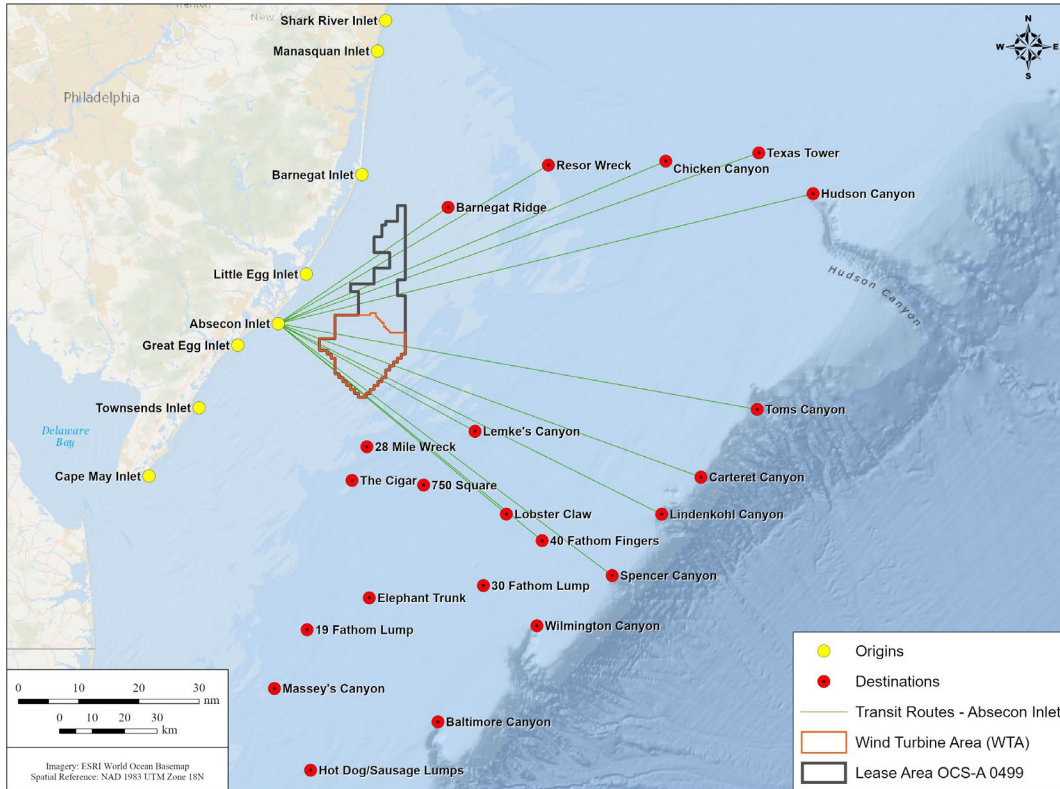 Trenton
New
Shark River Inlet
Manasquan Inlet
N
W E
S
Philadelphia
Texas Tower
Resor Wreck
Chicken Canyon
Barnegat Inlet
Hudson Canyon
Barnegat Ridge
Little Egg Inlet
Hudson Canyon
Absecon Inlet
Great Egg Inlet
Townsends Inlet
Toms Canyon
Delaware
Bay
Lemke's Canyon
28 Mile Wreck
Cape May Inlet
The Cigar
750 Square
Carteret Canyon
Lobster Claw
Lindenkohl Canyon
40 Fathom Fingers
Spencer Canyon
30 Fathom Lump
Elephant Trunk
19 Fathom Lump
Wilmington Canyon
Massey's Canyon
Baltimore Canyon
Hot Dog/Sausage Lumps
0 10 20 30
nm
0 10 20 30
km
Imagery: ESRI World Ocean Basemap
Spatial Reference: NAD 1983 UTM Zone 18N
Origins
Destinations
Transit Routes - Absecon Inlet
Wind Turbine Area (WTA)
Lease Area OCS-A 0499